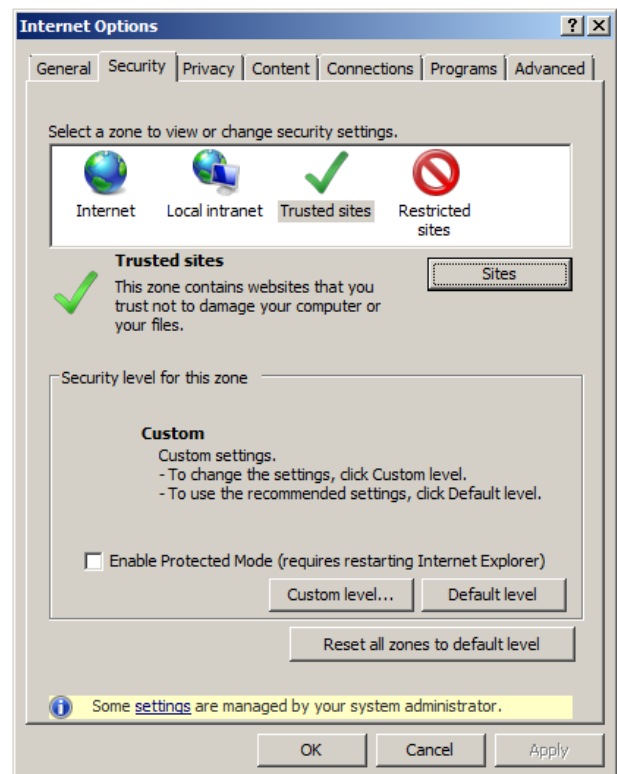 Internet Options
General Security Privacy Content Connections Programs Advanced
Select a zone to view or change security settings.
Internet Local intranet Trusted sites Restricted
sites
Trusted sites
Sites
This zone contains websites that you
trust not to damage your computer or
your files.
Security level for this zone
Custom
Custom settings.
- To change the settings, click Custom level.
- To use the recommended settings, click Default level.
Enable Protected Mode (requires restarting Internet Explorer)
Custom level... Default level
Reset all zones to default level
Some settings are managed by your system administrator.
OK Cancel Apply